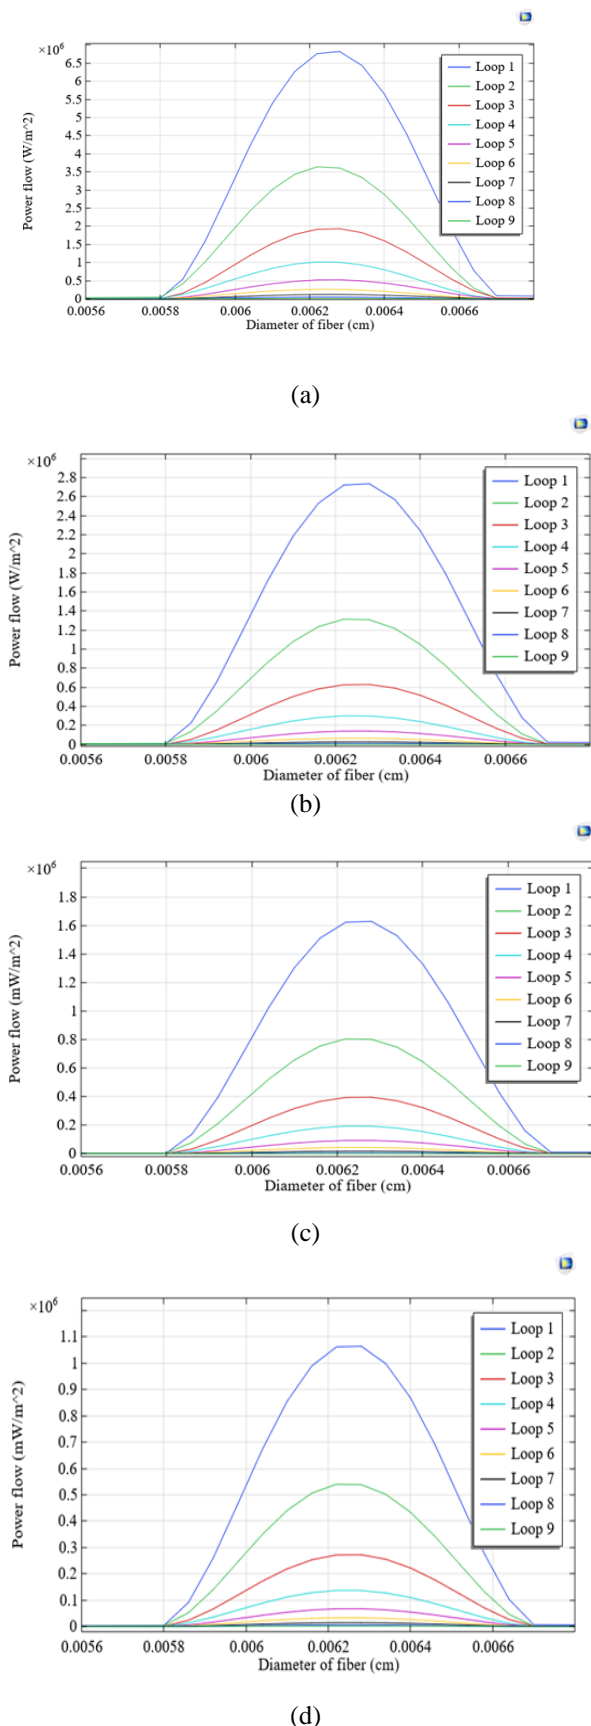 ×10⁶
6.5
6
5.5
5
4.5
4
3.5
3
2.5
2
1.5
1
0.5
0
Power flow (W/m^2)
Loop 1
Loop 2
Loop 3
Loop 4
Loop 5
Loop 6
Loop 7
Loop 8
Loop 9
0.0056 0.0058 0.006 0.0062 0.0064 0.0066
Diameter of fiber (cm)
(a)
×10⁶
2.8
2.6
2.4
2.2
2
1.8
1.6
1.4
1.2
1
0.8
0.6
0.4
0.2
0
Power flow (W/m^2)
Loop 1
Loop 2
Loop 3
Loop 4
Loop 5
Loop 6
Loop 7
Loop 8
Loop 9
0.0056 0.0058 0.006 0.0062 0.0064 0.0066
Diameter of fiber (cm)
(b)
×10⁶
1.8
1.6
1.4
1.2
1
0.8
0.6
0.4
0.2
0
Power flow (mW/m^2)
Loop 1
Loop 2
Loop 3
Loop 4
Loop 5
Loop 6
Loop 7
Loop 8
Loop 9
0.0056 0.0058 0.006 0.0062 0.0064 0.0066
Diameter of fiber (cm)
(c)
×10⁶
1.1
1
0.9
0.8
0.7
0.6
0.5
0.4
0.3
0.2
0.1
0
Power flow (mW/m^2)
Loop 1
Loop 2
Loop 3
Loop 4
Loop 5
Loop 6
Loop 7
Loop 8
Loop 9
0.0056 0.0058 0.006 0.0062 0.0064 0.0066
Diameter of fiber (cm)
(d)